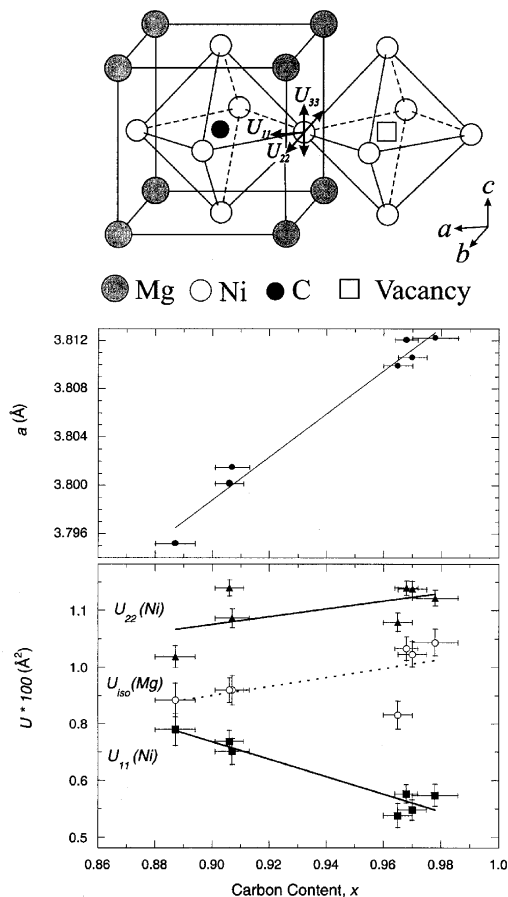 U33
U11
U22
c
a
b
Mg Ni C Vacancy
3.812
3.808
3.804
3.800
3.796
a (Å)
1.1
1.0
0.8
0.7
0.5
U * 100 (Å²)
U22(Ni)
Uiso(Mg)
U11(Ni)
0.86 0.88 0.90 0.92 0.94 0.96 0.98 1.0
Carbon Content, x